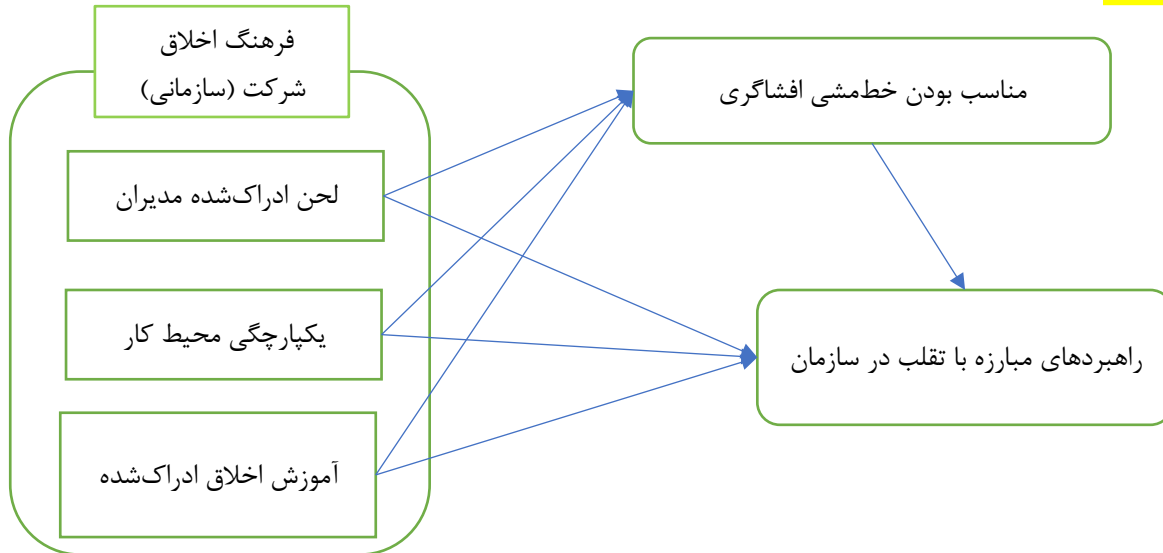 فرهنگ اخلاق
شرکت (سازمانی)
مناسب بودن خط‌مشی افشاگری
لحن ادراک‌شده مدیران
یکپارچگی محیط کار
راهبردهای مبارزه با تقلب در سازمان
آموزش اخلاق ادراک‌شده